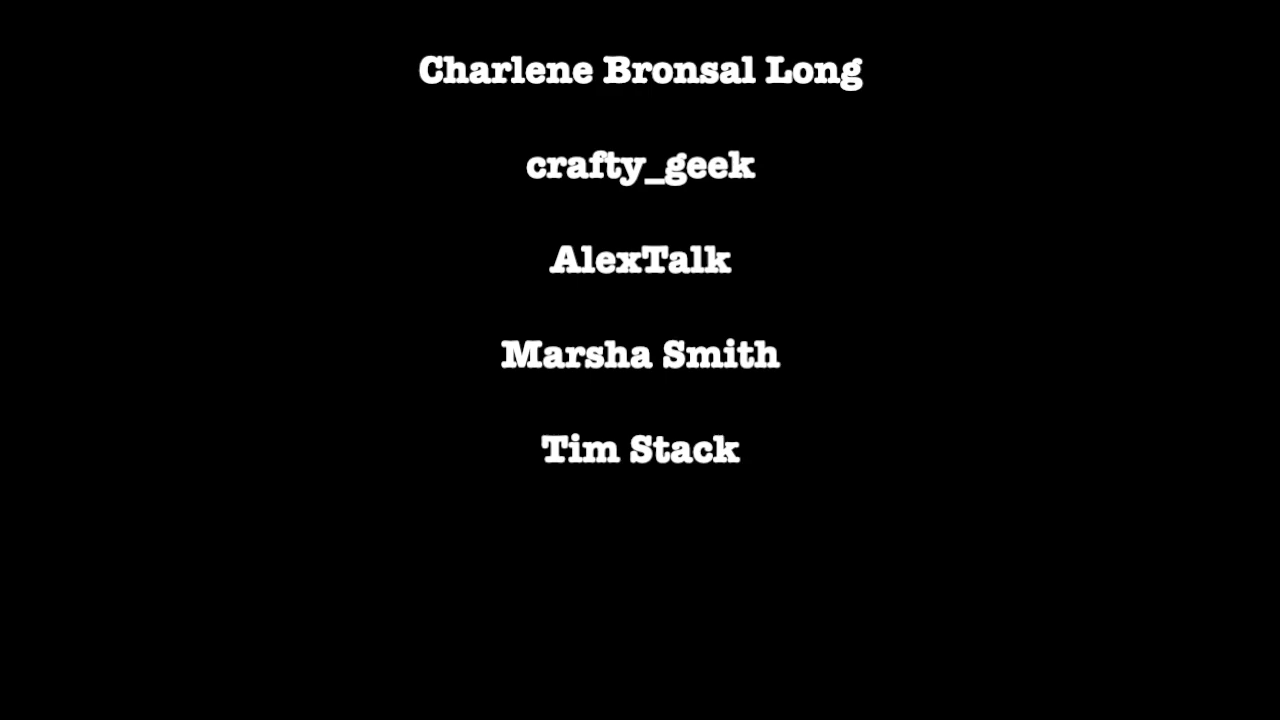 Charlene Bronsal Long
crafty_geek
AlexTalk
Marsha Smith
Tim Stack